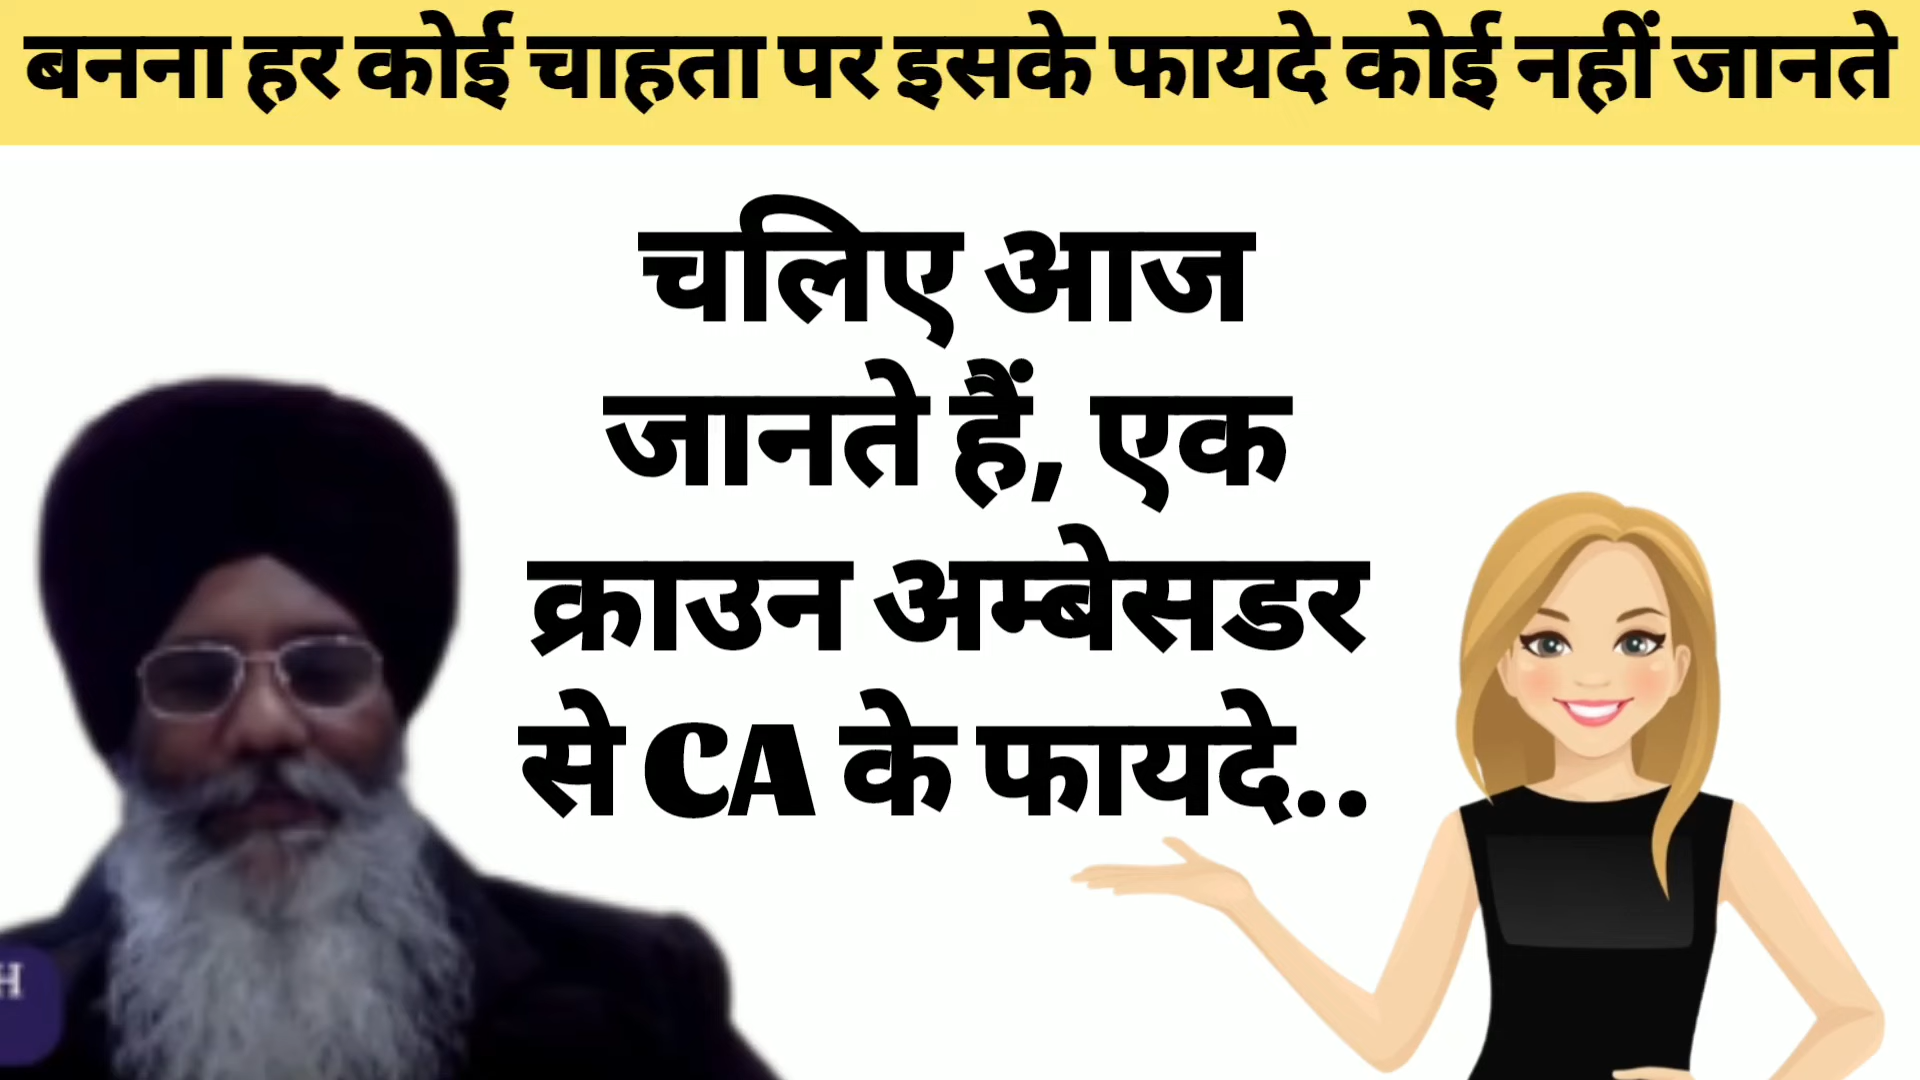 बनना हर कोई चाहता पर इसके फायदे कोई नहीं जानते
चलिए आज
जानते हैं, एक
क्राउन अम्बेसडर
से CA के फायदे..
H